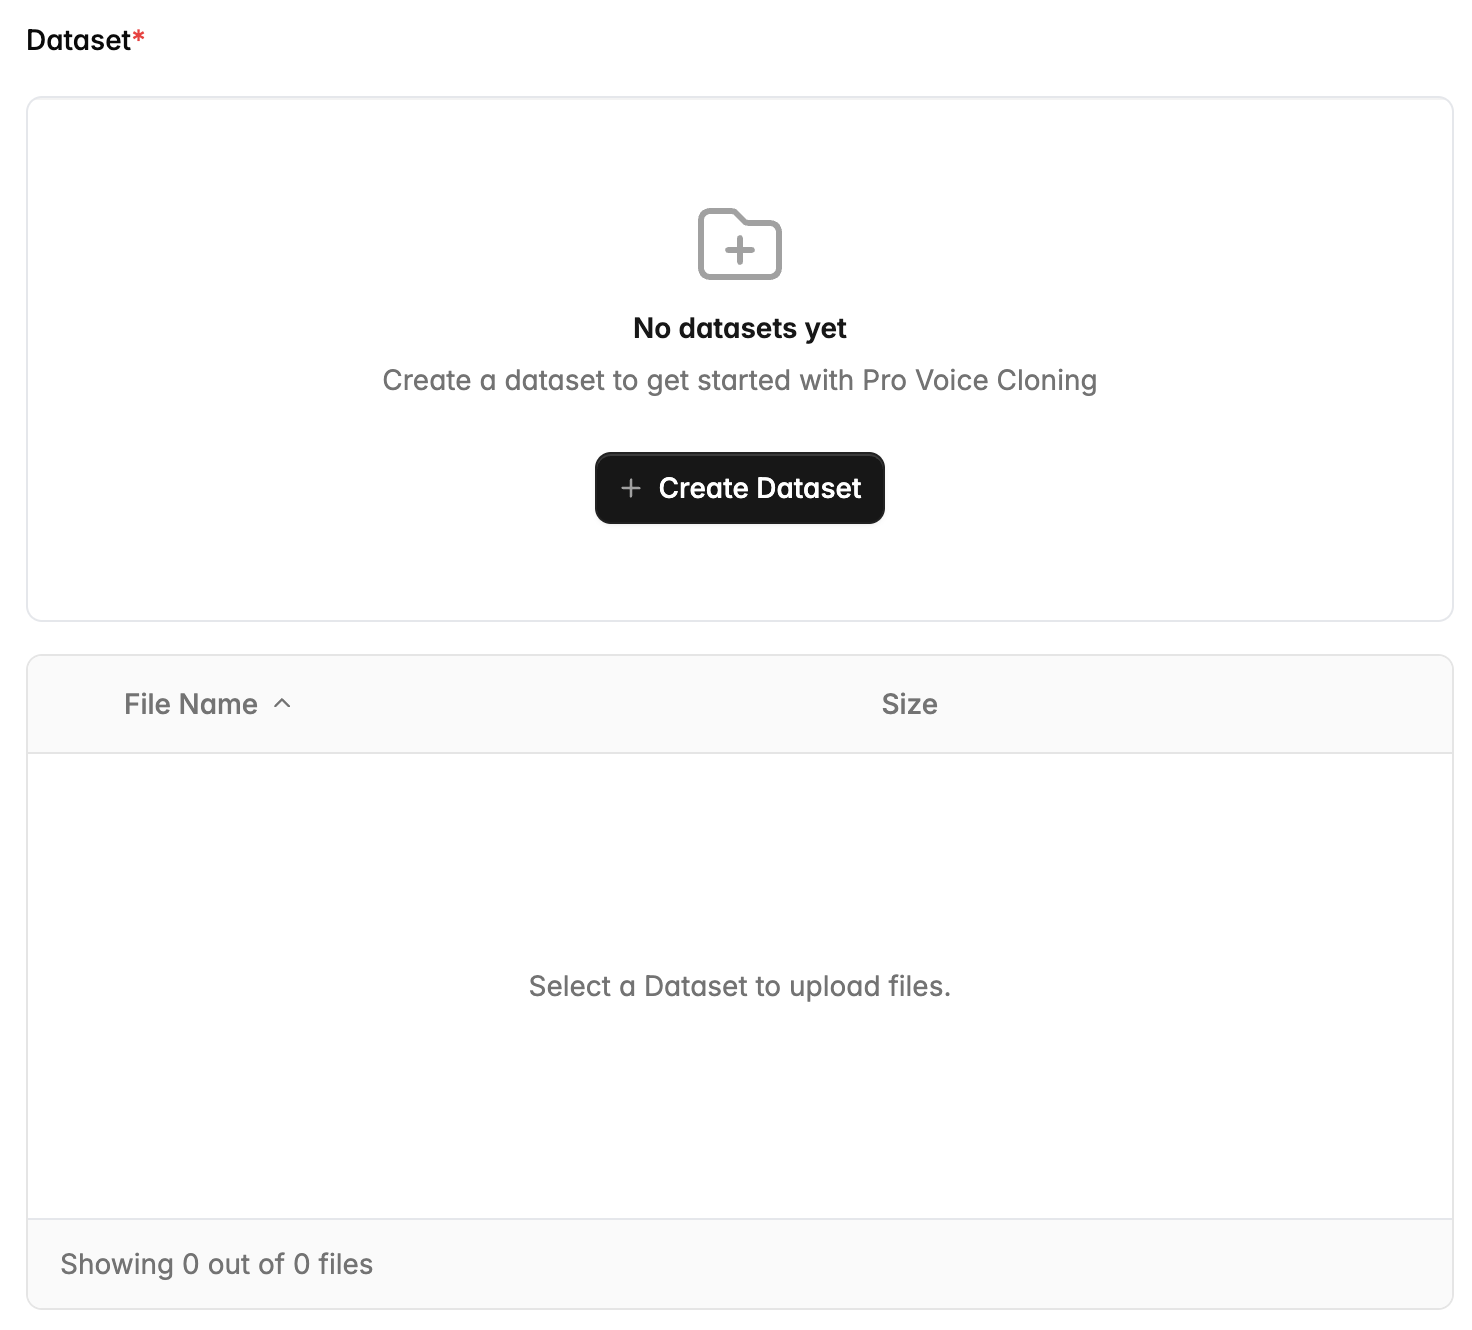 Dataset*
No datasets yet
Create a dataset to get started with Pro Voice Cloning
+ Create Dataset
File Name Size
Select a Dataset to upload files.
Showing 0 out of 0 files